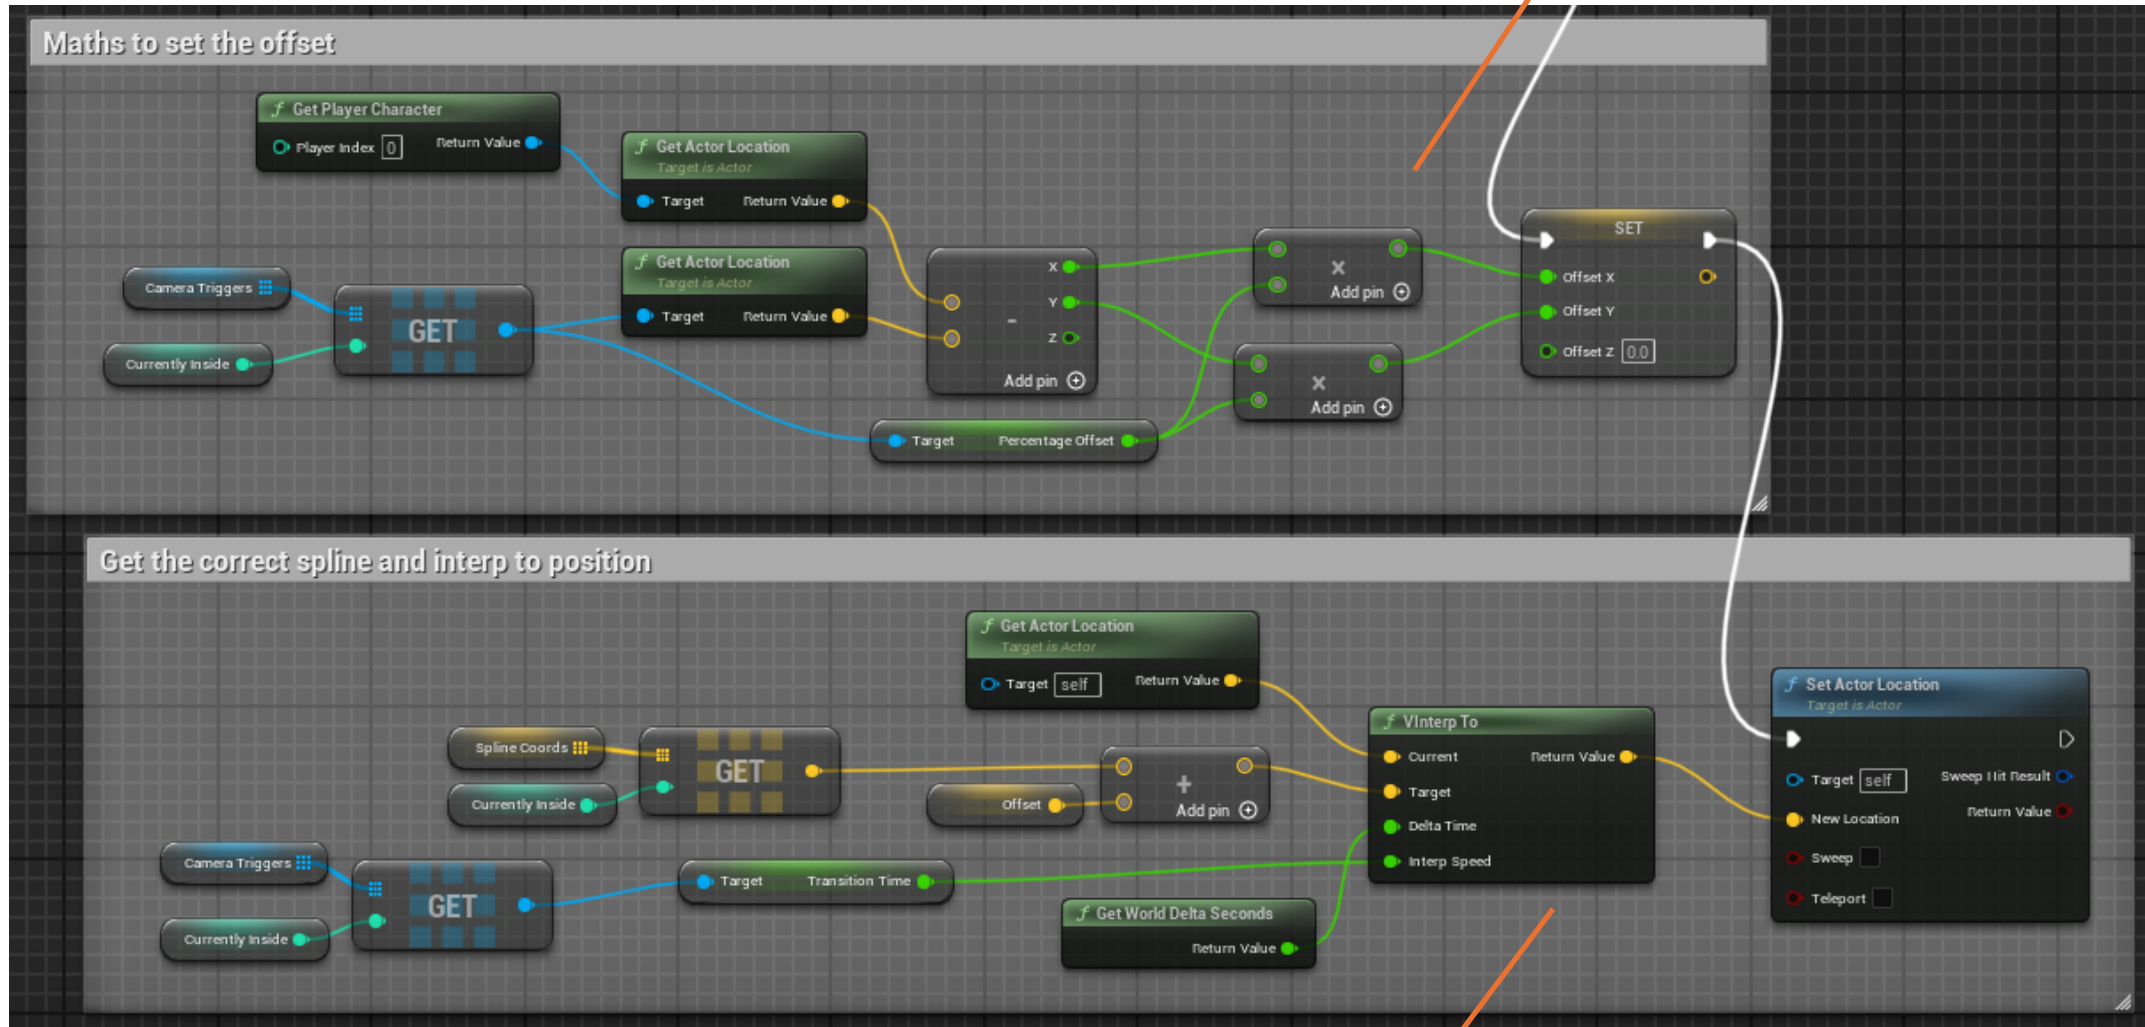 Maths to set the offset
Get Player Character
Player Index 0 Return Value
Get Actor Location
Target is Actor
Target Return Value
Get Actor Location
Target is Actor
Target Return Value
Camera Triggers
Currently Inside
GET
X
Y
-
Z
Add pin
Target Percentage Offset
×
Add pin
×
Add pin
SET
Offset X
Offset Y
Offset Z 0.0
Get the correct spline and interp to position
Get Actor Location
Target is Actor
Target self Return Value
Spline Coords
Currently Inside
GET
Offset
+
Add pin
Camera Triggers
Currently Inside
GET
Target Transition Time
Get World Delta Seconds
Return Value
VInterp To
Current Return Value
Target
Delta Time
Interp Speed
Set Actor Location
Target is Actor
Target self Sweep Hit Result
New Location Return Value
Sweep
Teleport